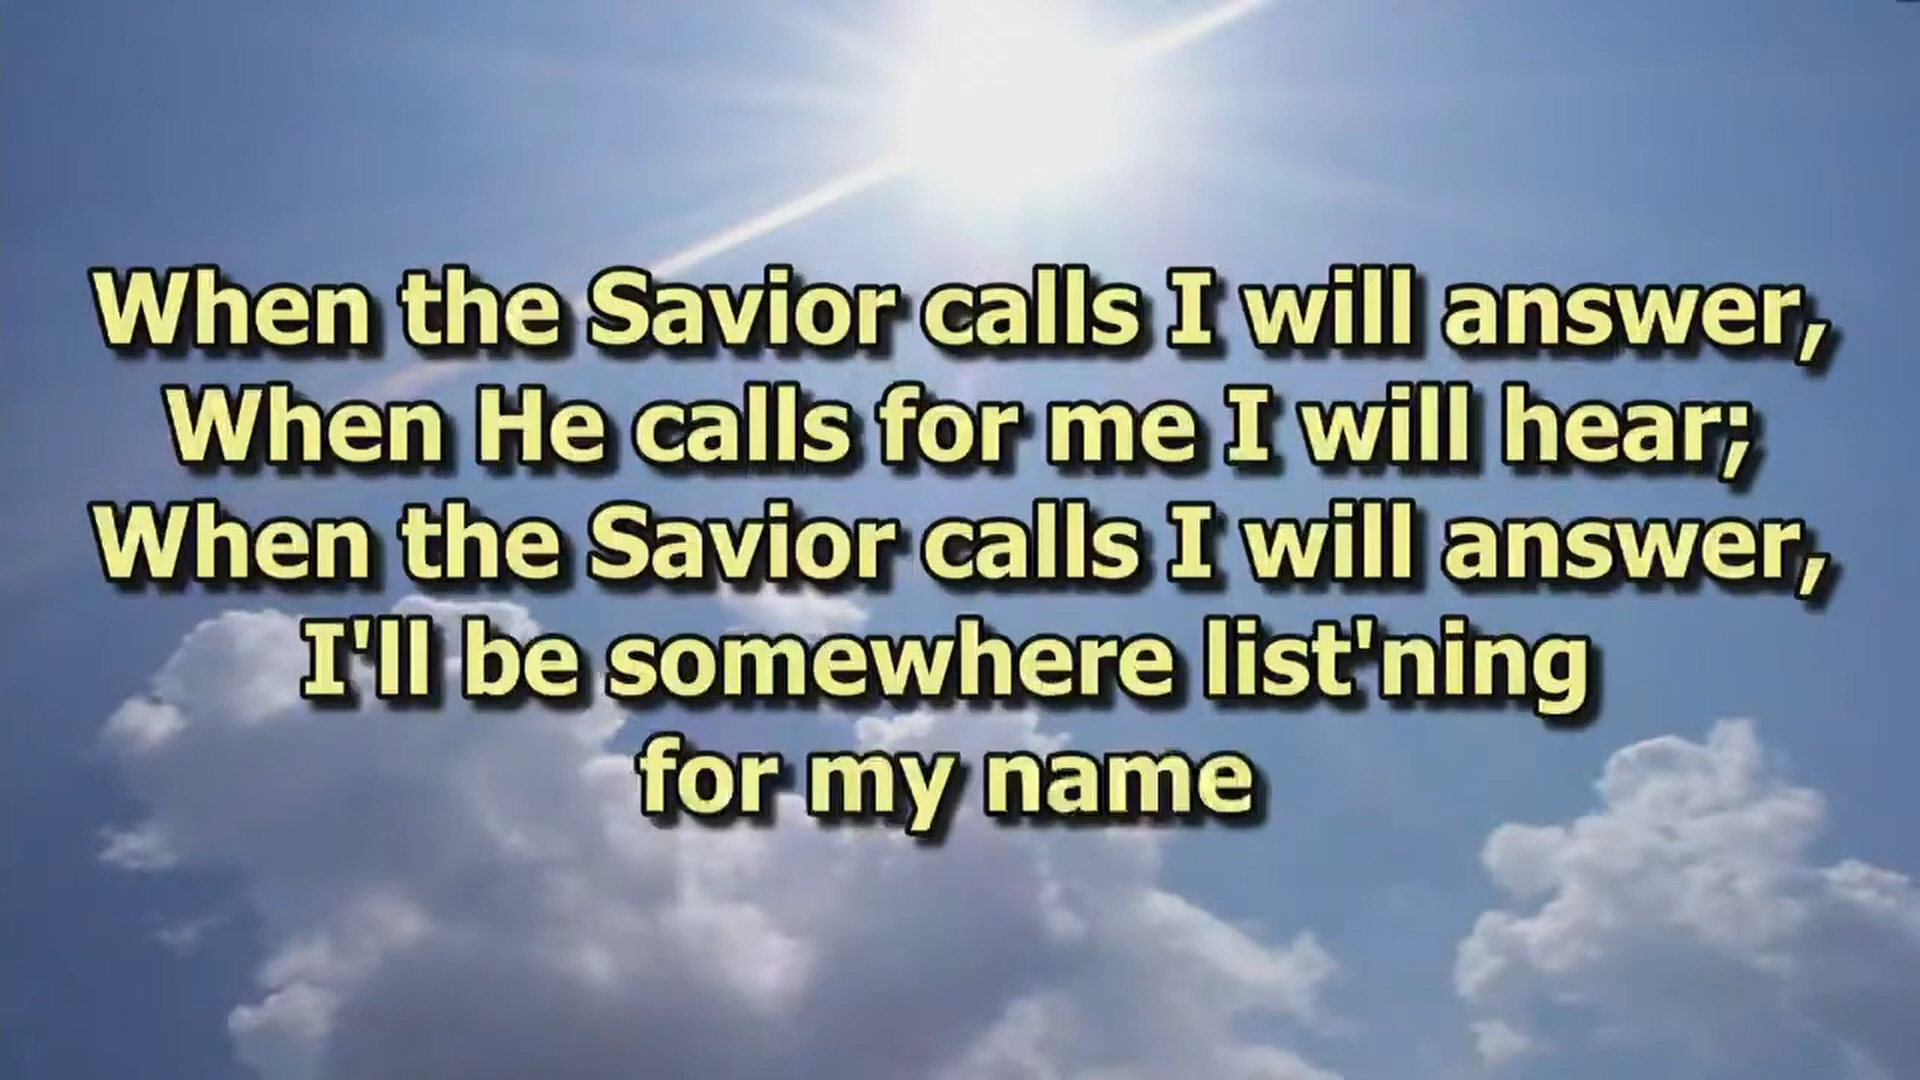 When the Savior calls I will answer,
When He calls for me I will hear;
When the Savior calls I will answer,
I'll be somewhere list'ning
for my name